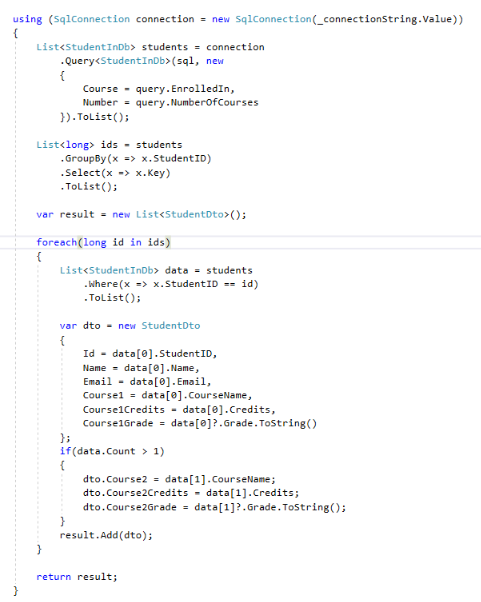 using (SqlConnection connection = new SqlConnection(_connectionString.Value))
{
    List<StudentInDb> students = connection
        .Query<StudentInDb>(sql, new
        {
            Course = query.EnrolledIn,
            Number = query.NumberOfCourses
        }).ToList();

    List<long> ids = students
        .GroupBy(x => x.StudentID)
        .Select(x => x.Key)
        .ToList();

    var result = new List<StudentDto>();

    foreach(long id in ids)
    {
        List<StudentInDb> data = students
            .Where(x => x.StudentID == id)
            .ToList();

        var dto = new StudentDto
        {
            Id = data[0].StudentID,
            Name = data[0].Name,
            Email = data[0].Email,
            Course1 = data[0].CourseName,
            Course1Credits = data[0].Credits,
            Course1Grade = data[0]?.Grade.ToString()
        };
        if(data.Count > 1)
        {
            dto.Course2 = data[1].CourseName;
            dto.Course2Credits = data[1].Credits;
            dto.Course2Grade = data[1]?.Grade.ToString();
        }
        result.Add(dto);
    }

    return result;
}